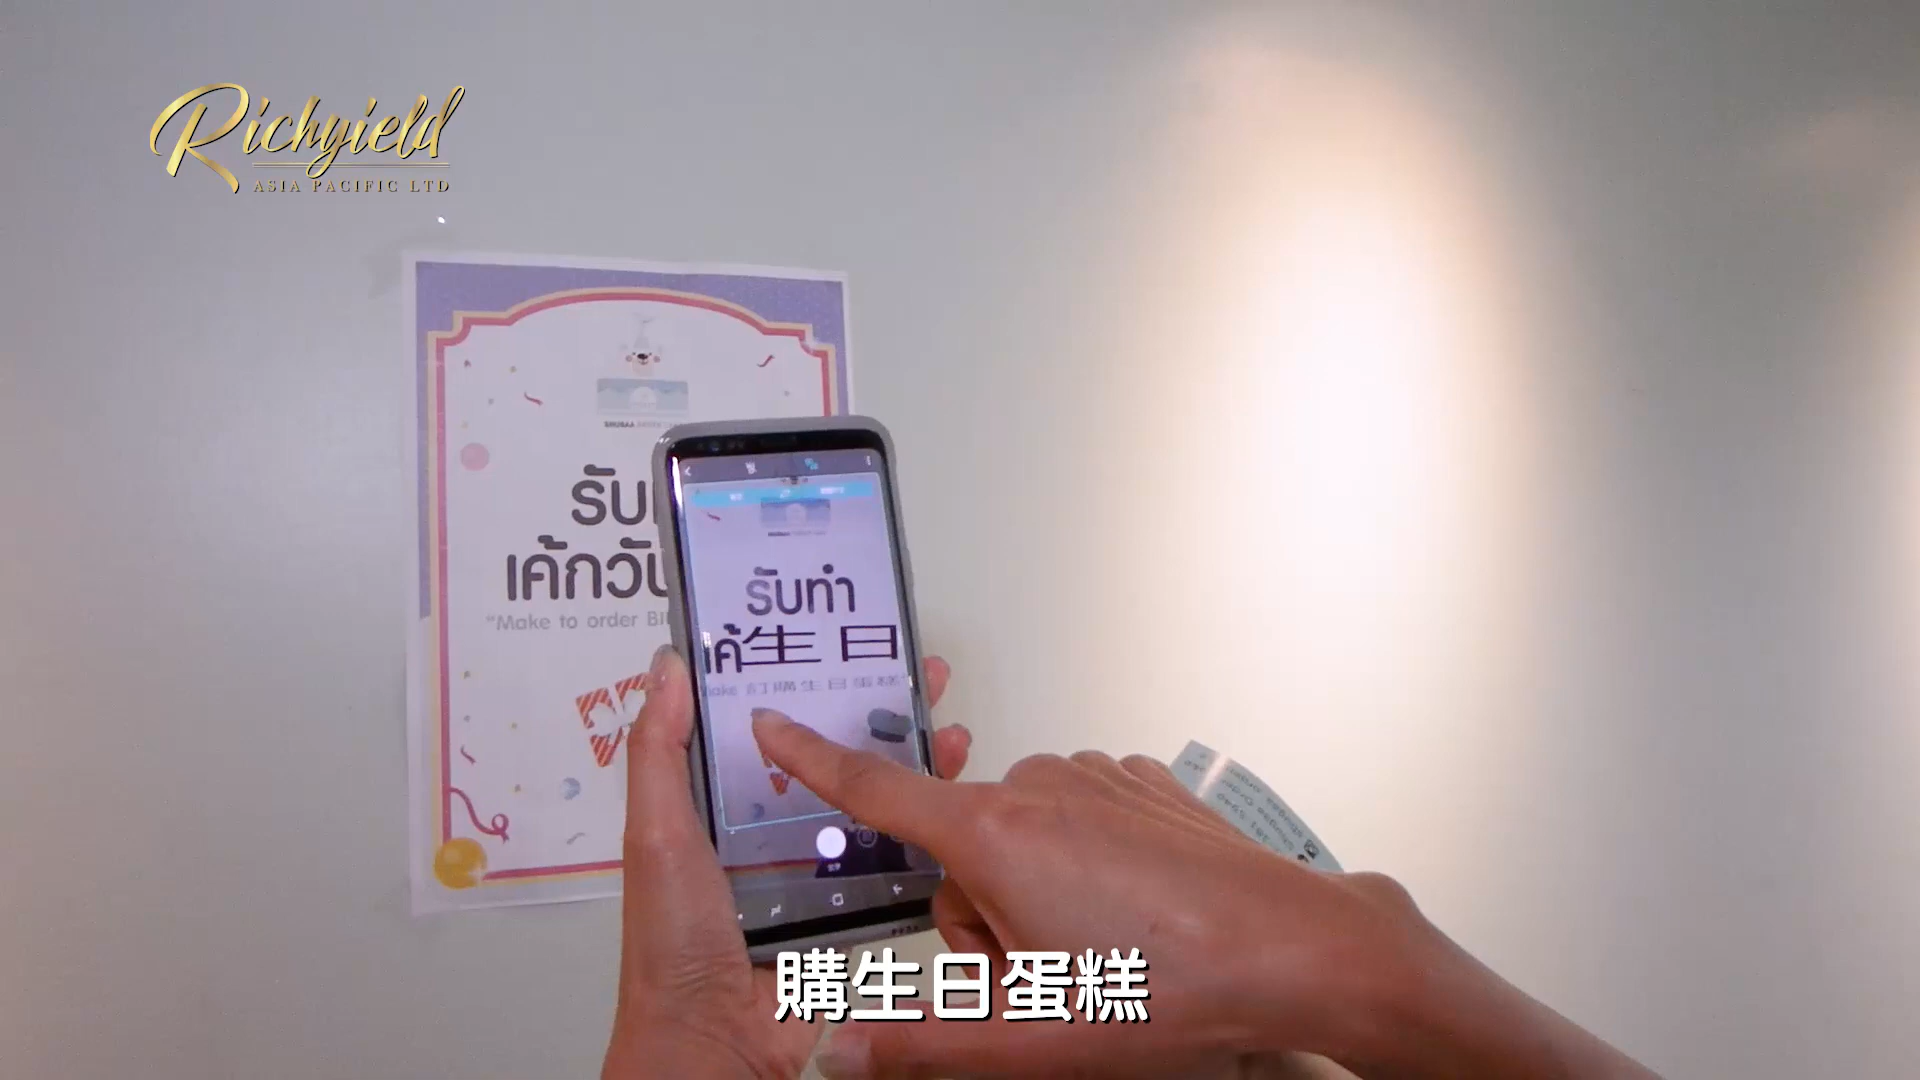 Richyield
ASIA PACIFIC LTD
รับ
เค้กวัน
"Make to order BI
รับทำ
เค้生日
Make 訂購生日蛋糕"
購生日蛋糕